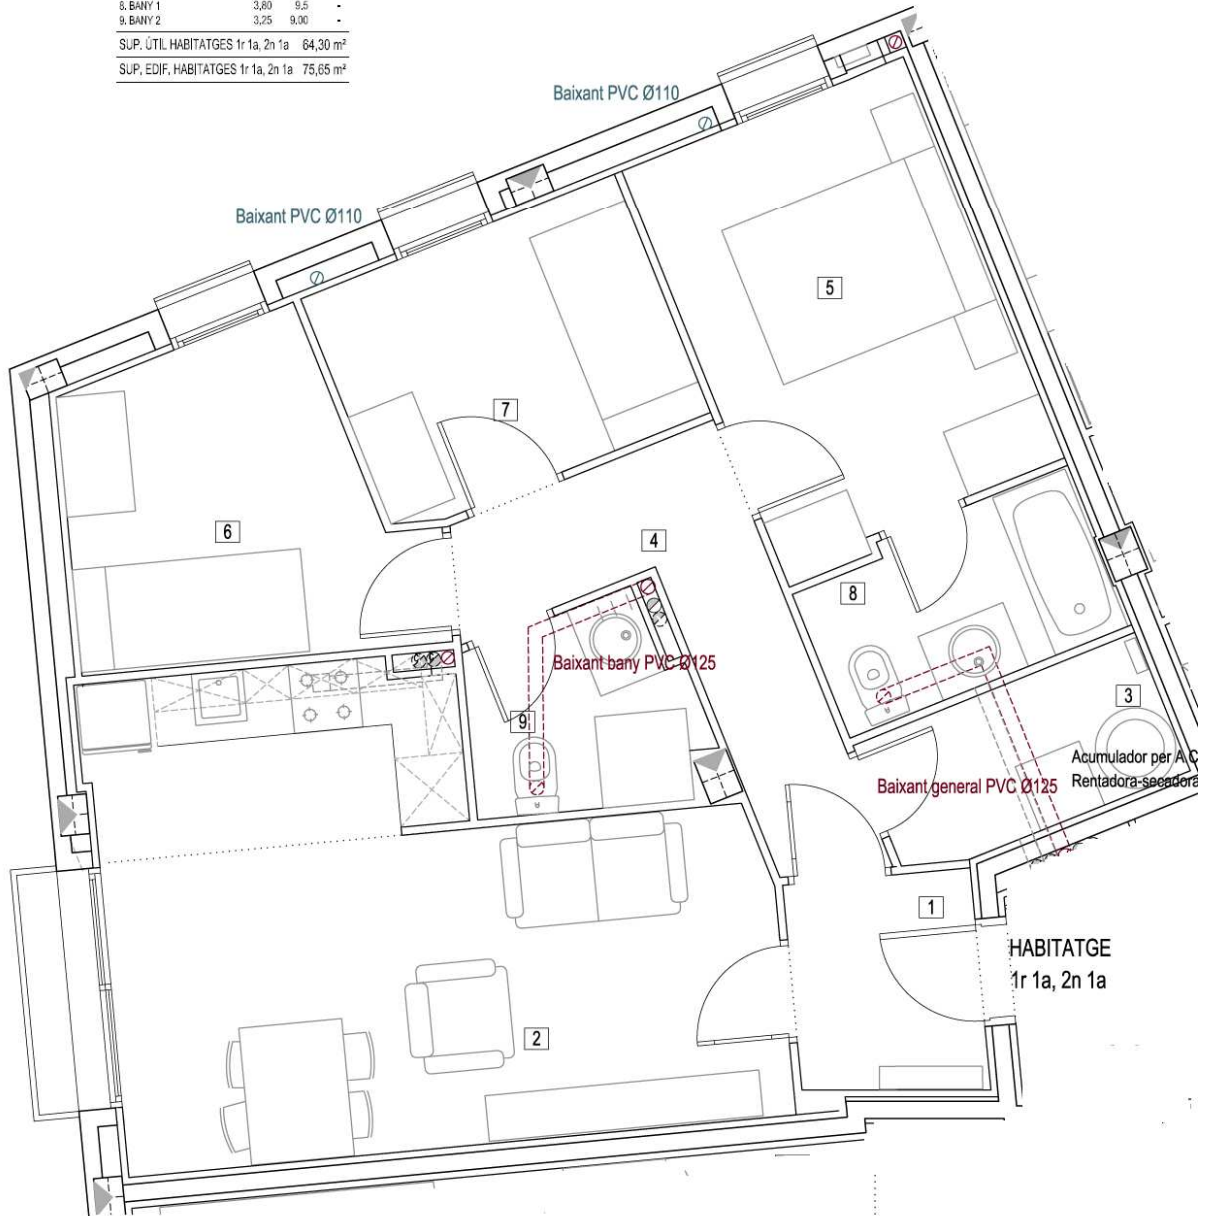 8. BANY 1 3,80 9,5 -
9. BANY 2 3,25 9,00 -
SUP. ÚTIL HABITATGES 1r 1a, 2n 1a 64,30 m²
SUP. EDIF. HABITATGES 1r 1a, 2n 1a 75,65 m²
Baixant PVC Ø110
Baixant PVC Ø110
5
7
6
4
8
Baixant bany PVC Ø125
9
3
Acumulador per A.C
Baixant general PVC Ø125
Rentadora-secadora
1
HABITATGE
1r 1a, 2n 1a
2